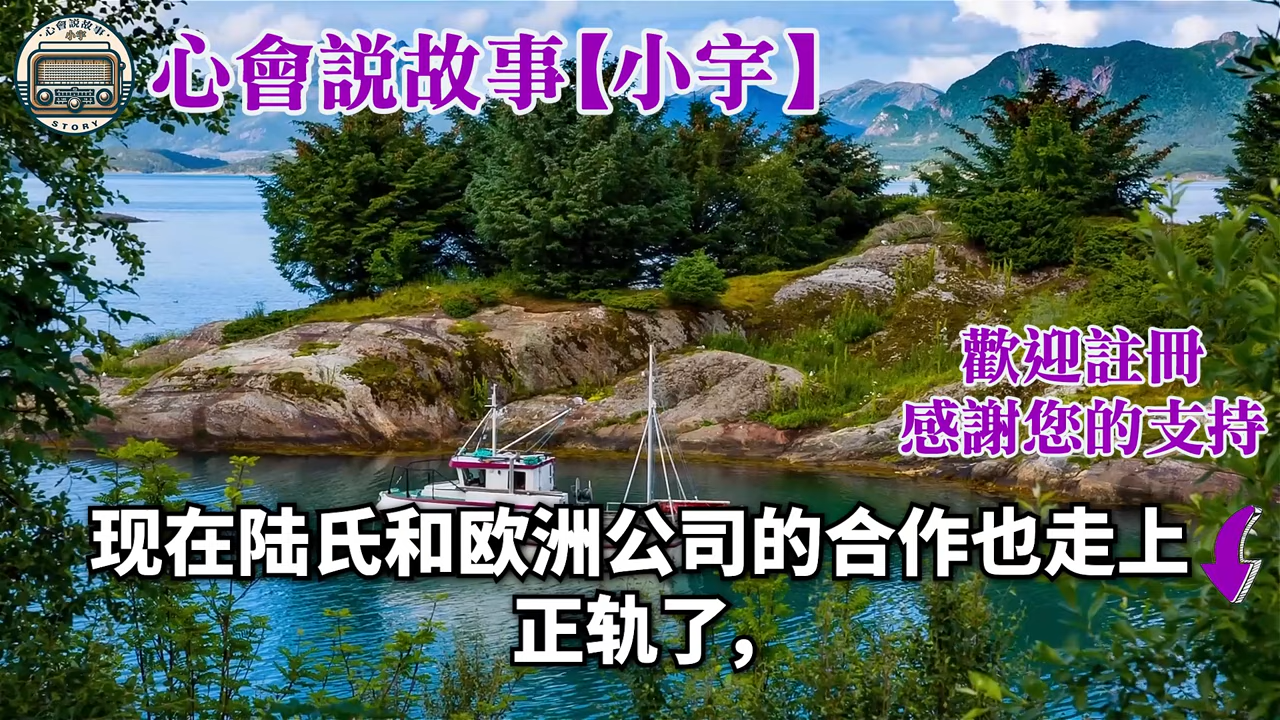 心會説故事
小宇
STORY
心會説故事【小宇】
歡迎註冊
感謝您的支持
现在陆氏和欧洲公司的合作也走上
正轨了，